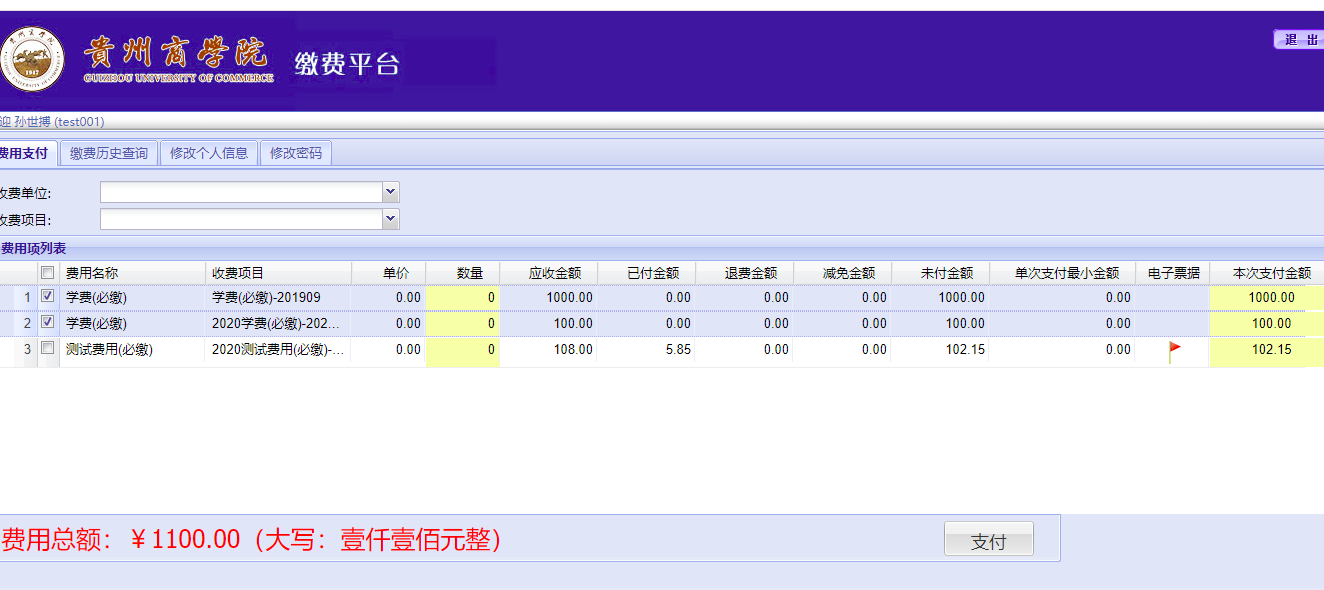 貴州商學院 缴费平台
GUIZHOU UNIVERSITY OF COMMERCE
1947
退 出
迎 孙世搏 (test001)
费用支付 缴费历史查询 修改个人信息 修改密码
收费单位:
收费项目:
费用项列表
费用名称 收费项目 单价 数量 应收金额 已付金额 退费金额 减免金额 未付金额 单次支付最小金额 电子票据 本次支付金额
1 学费(必缴) 学费(必缴)-201909 0.00 0 1000.00 0.00 0.00 0.00 1000.00 0.00 1000.00
2 学费(必缴) 2020学费(必缴)-202... 0.00 0 100.00 0.00 0.00 0.00 100.00 0.00 100.00
3 测试费用(必缴) 2020测试费用(必缴)-... 0.00 0 108.00 5.85 0.00 0.00 102.15 0.00 102.15
费用总额：￥1100.00（大写：壹仟壹佰元整） 支付